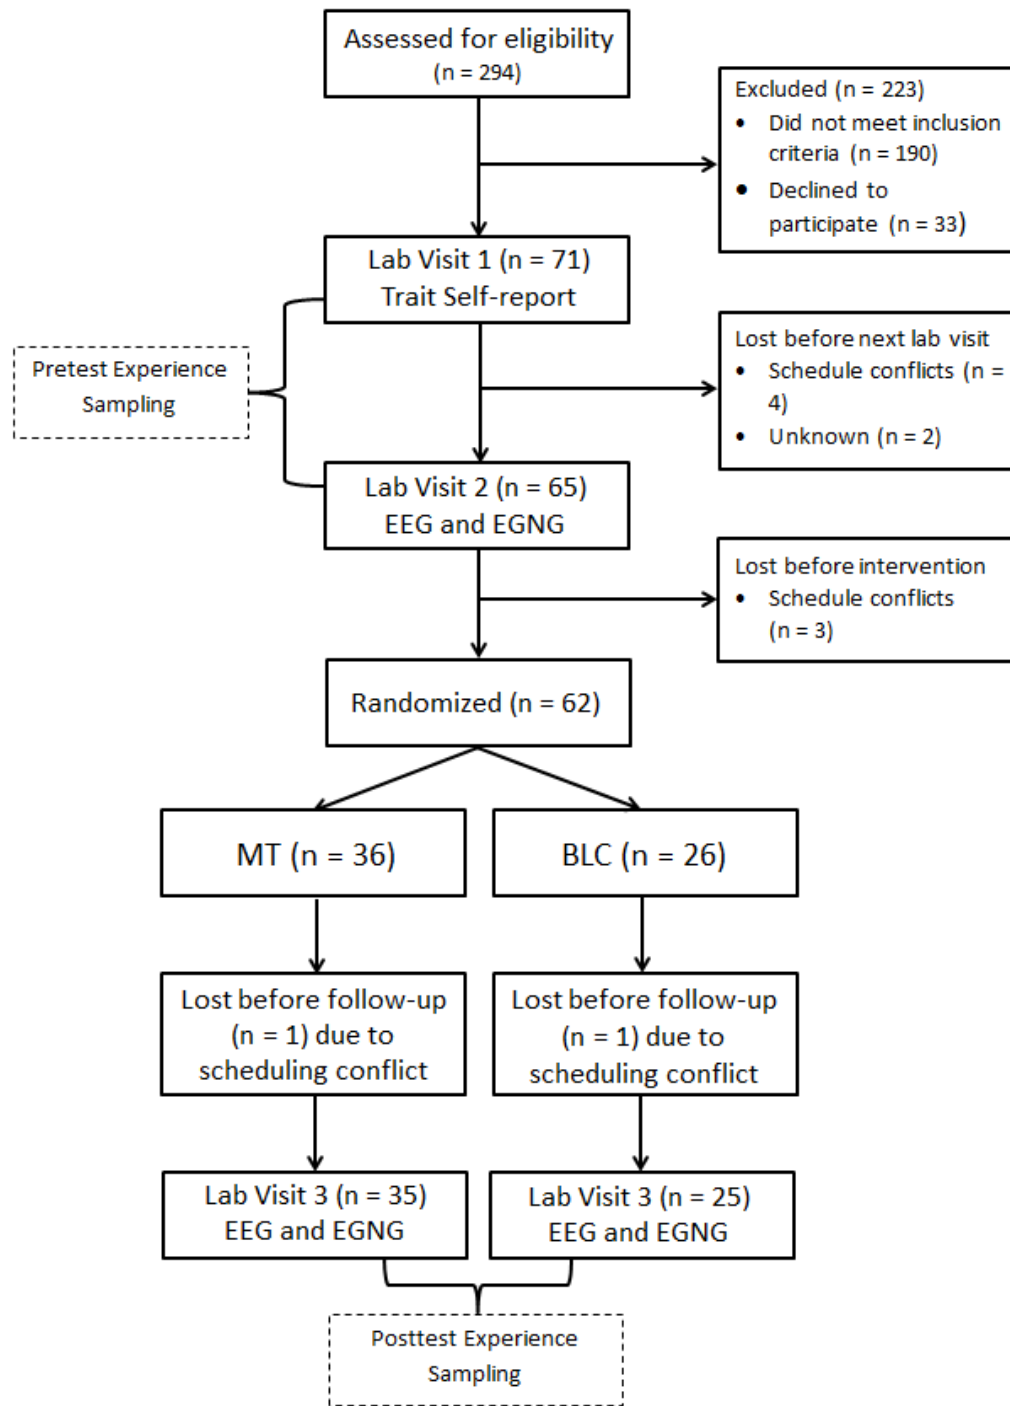 Assessed for eligibility
(n = 294)
Excluded (n = 223)
• Did not meet inclusion
criteria (n = 190)
• Declined to
participate (n = 33)
Lab Visit 1 (n = 71)
Trait Self-report
Pretest Experience
Sampling
Lost before next lab visit
• Schedule conflicts (n =
4)
• Unknown (n = 2)
Lab Visit 2 (n = 65)
EEG and EGNG
Lost before intervention
• Schedule conflicts
(n = 3)
Randomized (n = 62)
MT (n = 36)
BLC (n = 26)
Lost before follow-up
(n = 1) due to
scheduling conflict
Lost before follow-up
(n = 1) due to
scheduling conflict
Lab Visit 3 (n = 35)
EEG and EGNG
Lab Visit 3 (n = 25)
EEG and EGNG
Posttest Experience
Sampling